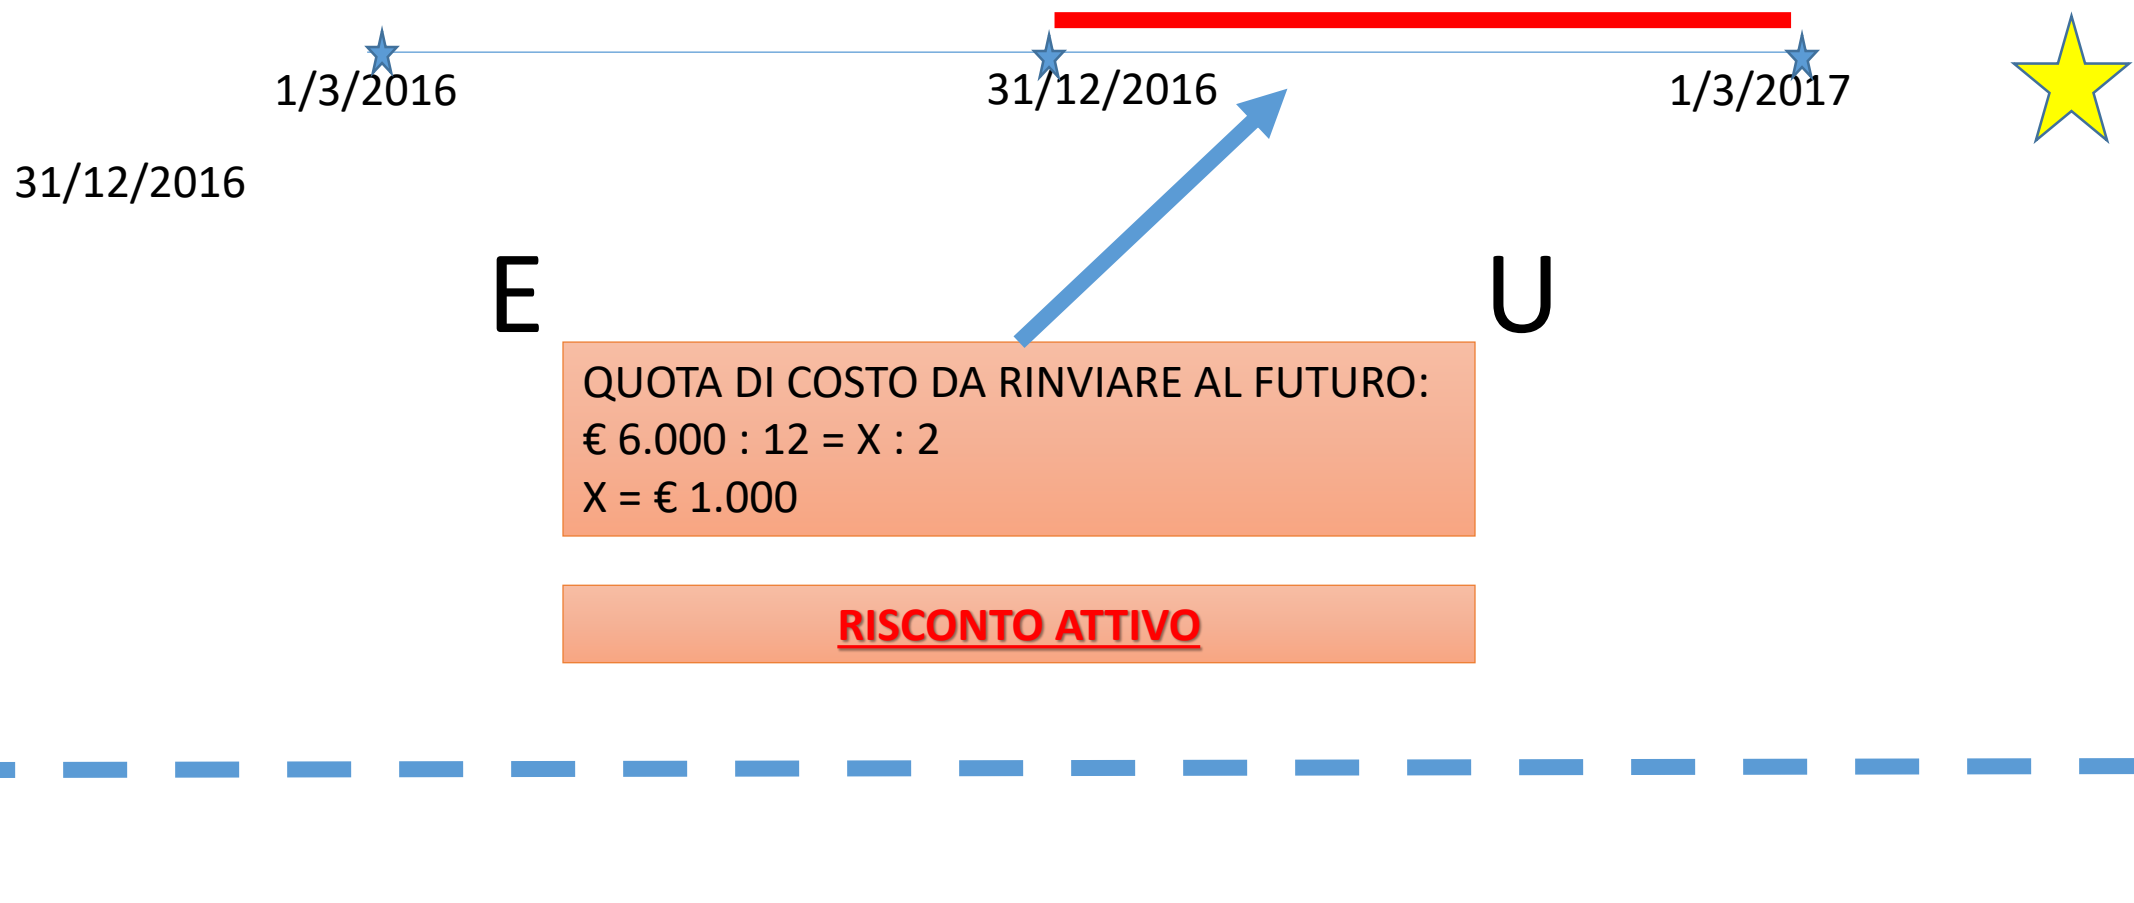 1/3/2016
31/12/2016
1/3/2017
31/12/2016
E
U
QUOTA DI COSTO DA RINVIARE AL FUTURO:
€ 6.000 : 12 = X : 2
X = € 1.000
RISCONTO ATTIVO